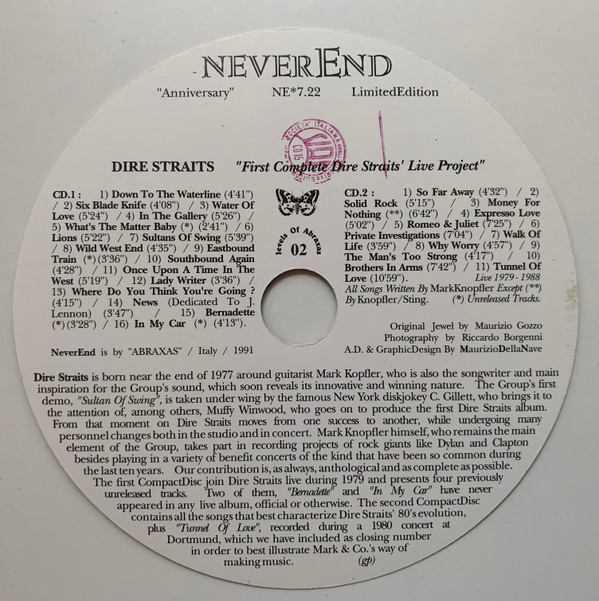 NEVEREND
"Anniversary" NE*7.22 LimitedEdition
SOCIETA' ITALIANA
DIRE STRAITS "First Complete Dire Straits' Live Project"
CD.1 : 1) Down To The Waterline (4'41")
/ 2) Six Blade Knife (4'08") / 3) Water Of
Love (5'24") / 4) In The Gallery (5'26") /
5) What's The Matter Baby (*) (2'41") / 6)
Lions (5'22") / 7) Sultans Of Swing (5'39")
/ 8) Wild West End (4'35") / 9) Eastbound
Train (*) (3'36") / 10) Southbound Again
(4'28") / 11) Once Upon A Time In The
West (5'19") / 12) Lady Writer (3'36") /
13) Where Do You Think You're Going ?
(4'15") / 14) News (Dedicated To J.
Lennon) (3'47") / 15) Bernadette
(*) (3'28") / 16) In My Car (*) (4'13").
NeverEnd is by "ABRAXAS" / Italy / 1991
levels Of Abraxas
02
CD.2 : 1) So Far Away (4'32") / 2)
Solid Rock (5'15") / 3) Money For
Nothing (**) (6'42") / 4) Expresso Love
(5'02") / 5) Romeo & Juliet (7'25") / 6)
Private Investigations (7'04") / 7) Walk Of
Life (3'59") / 8) Why Worry (4'57") / 9)
The Man's Too Strong (4'17") / 10)
Brothers In Arms (7'42") / 11) Tunnel Of
Love (10'59"). Live 1979 - 1988
All Songs Written By MarkKnopfler Except (**)
By Knopfler/Sting. (*) Unreleased Tracks.
Original Jewel by Maurizio Gozzo
Photography by Riccardo Borgenni
A.D. & GraphicDesign By MaurizioDellaNave
Dire Straits is born near the end of 1977 around guitarist Mark Kopfler, who is also the songwriter and main
inspiration for the Group's sound, which soon reveals its innovative and winning nature. The Group's first
demo, "Sultan Of Swing", is taken under wing by the famous New York diskjokey C. Gillett, who brings it to
the attention of, among others, Muffy Winwood, who goes on to produce the first Dire Straits album.
From that moment on Dire Straits moves from one success to another, while undergoing many
personnel changes both in the studio and in concert. Mark Knopfler himself, who remains the main
element of the Group, takes part in recording projects of rock giants like Dylan and Clapton
besides playing in a variety of benefit concerts of the kind that have been so common during
the last ten years. Our contribution is, as always, anthological and as complete as possible.
The first CompactDisc join Dire Straits live during 1979 and presents four previously
unreleased tracks. Two of them, "Bernadette" and "In My Car" have never
appeared in any live album, official or otherwise. The second CompactDisc
contains all the songs that best characterize Dire Straits' 80's evolution,
plus "Tunnel Of Love", recorded during a 1980 concert at
Dortmund, which we have included as closing number
in order to best illustrate Mark & Co.'s way of
making music. (gp)